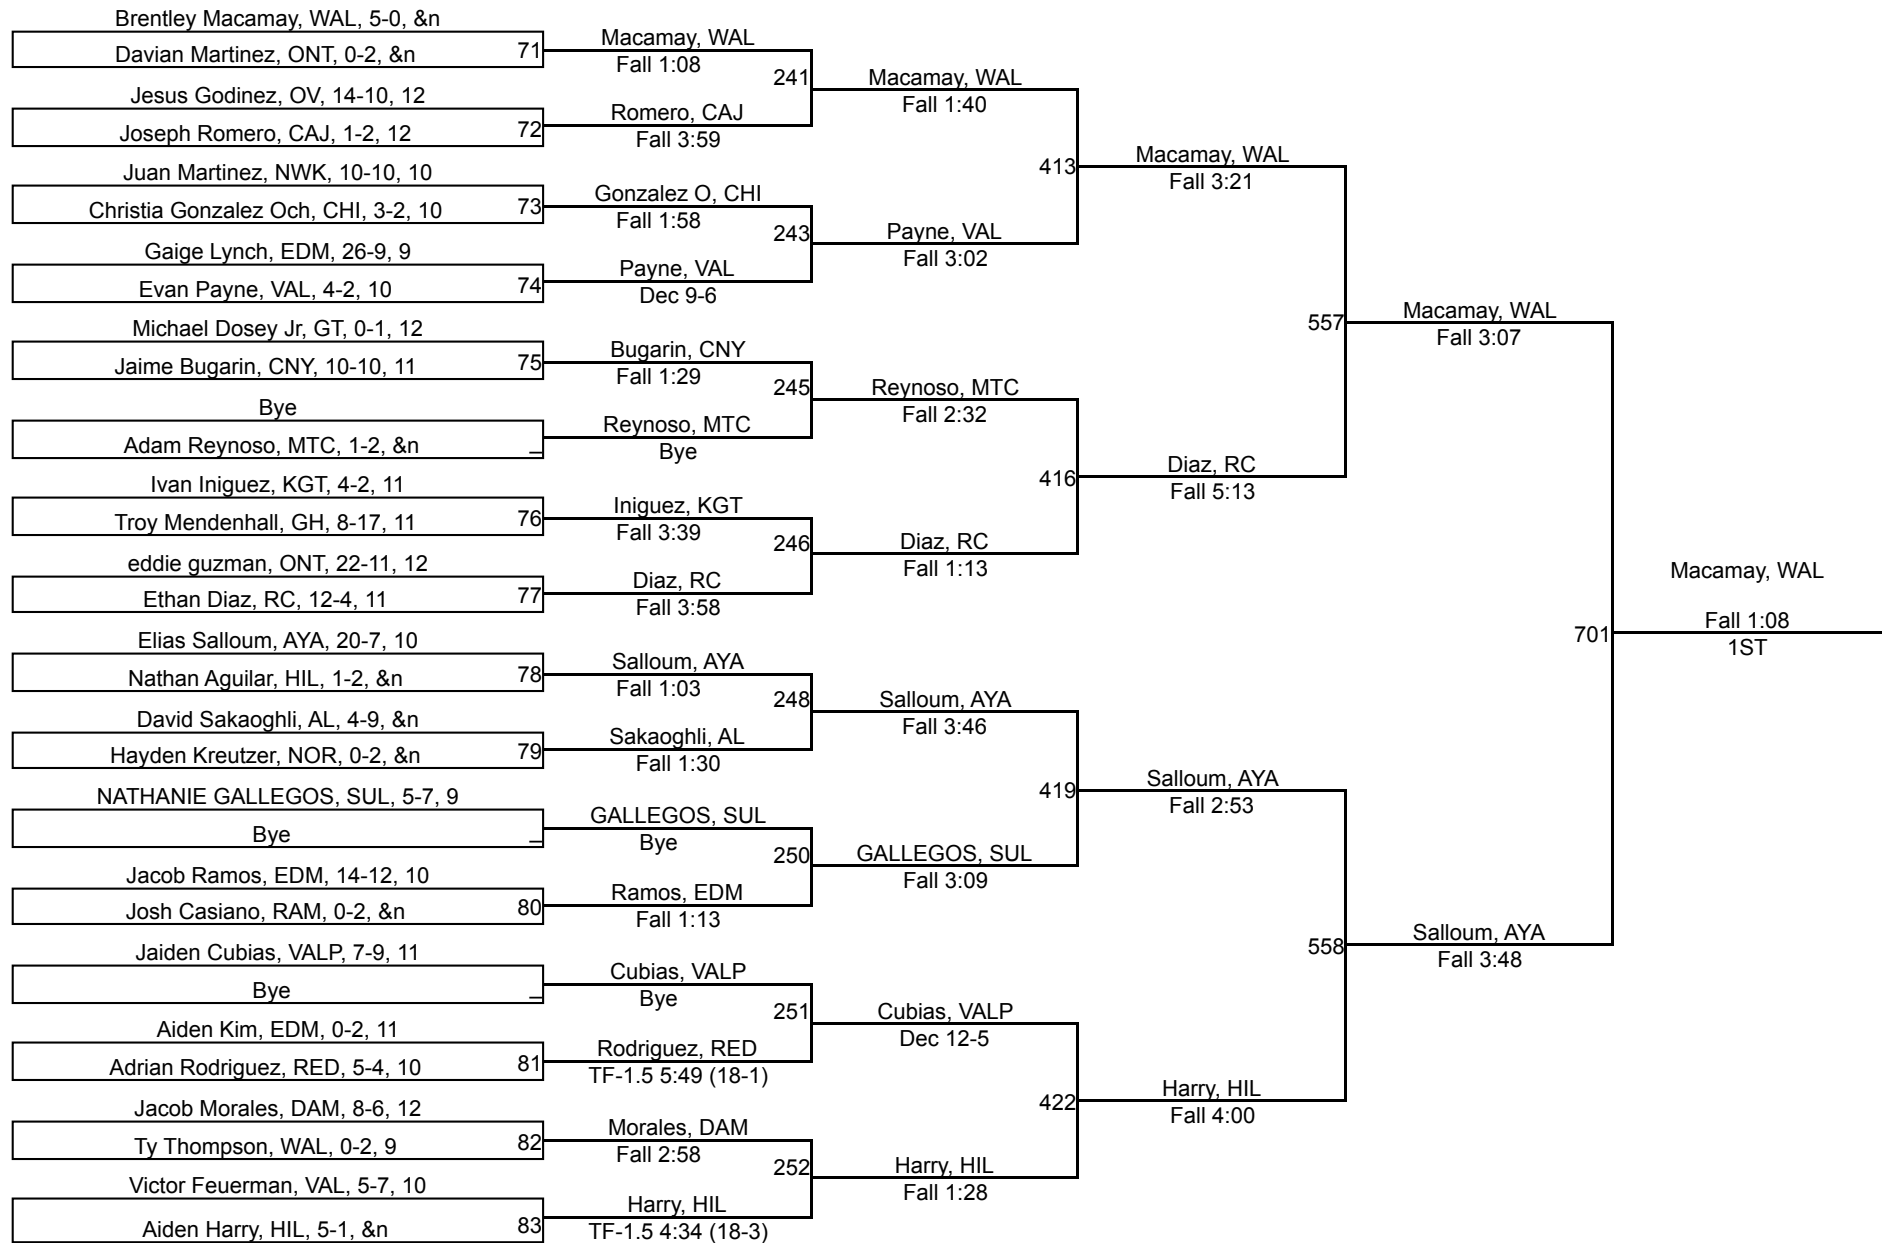 Brentley Macamay, WAL, 5-0, &n
Davian Martinez, ONT, 0-2, &n
71
Jesus Godinez, OV, 14-10, 12
Joseph Romero, CAJ, 1-2, 12
72
Juan Martinez, NWK, 10-10, 10
Christia Gonzalez Och, CHI, 3-2, 10
73
Gaige Lynch, EDM, 26-9, 9
Evan Payne, VAL, 4-2, 10
74
Michael Dosey Jr, GT, 0-1, 12
Jaime Bugarin, CNY, 10-10, 11
75
Bye
Adam Reynoso, MTC, 1-2, &n
_
Ivan Iniguez, KGT, 4-2, 11
Troy Mendenhall, GH, 8-17, 11
76
eddie guzman, ONT, 22-11, 12
Ethan Diaz, RC, 12-4, 11
77
Elias Salloum, AYA, 20-7, 10
Nathan Aguilar, HIL, 1-2, &n
78
David Sakaoghli, AL, 4-9, &n
Hayden Kreutzer, NOR, 0-2, &n
79
NATHANIE GALLEGOS, SUL, 5-7, 9
Bye
_
Jacob Ramos, EDM, 14-12, 10
Josh Casiano, RAM, 0-2, &n
80
Jaiden Cubias, VALP, 7-9, 11
Bye
_
Aiden Kim, EDM, 0-2, 11
Adrian Rodriguez, RED, 5-4, 10
81
Jacob Morales, DAM, 8-6, 12
Ty Thompson, WAL, 0-2, 9
82
Victor Feuerman, VAL, 5-7, 10
Aiden Harry, HIL, 5-1, &n
83
Macamay, WAL
Fall 1:08
241
Romero, CAJ
Fall 3:59
Gonzalez O, CHI
Fall 1:58
243
Payne, VAL
Dec 9-6
Bugarin, CNY
Fall 1:29
245
Reynoso, MTC
Bye
Iniguez, KGT
Fall 3:39
246
Diaz, RC
Fall 3:58
Salloum, AYA
Fall 1:03
248
Sakaoghli, AL
Fall 1:30
GALLEGOS, SUL
Bye
250
Ramos, EDM
Fall 1:13
Cubias, VALP
Bye
251
Rodriguez, RED
TF-1.5 5:49 (18-1)
Morales, DAM
Fall 2:58
252
Harry, HIL
TF-1.5 4:34 (18-3)
Macamay, WAL
Fall 1:40
413
Payne, VAL
Fall 3:02
Reynoso, MTC
Fall 2:32
416
Diaz, RC
Fall 1:13
Salloum, AYA
Fall 3:46
419
GALLEGOS, SUL
Fall 3:09
Cubias, VALP
Dec 12-5
422
Harry, HIL
Fall 1:28
Macamay, WAL
Fall 3:21
557
Diaz, RC
Fall 5:13
Salloum, AYA
Fall 2:53
558
Harry, HIL
Fall 4:00
Macamay, WAL
Fall 3:07
701
Salloum, AYA
Fall 3:48
Macamay, WAL
Fall 1:08
1ST